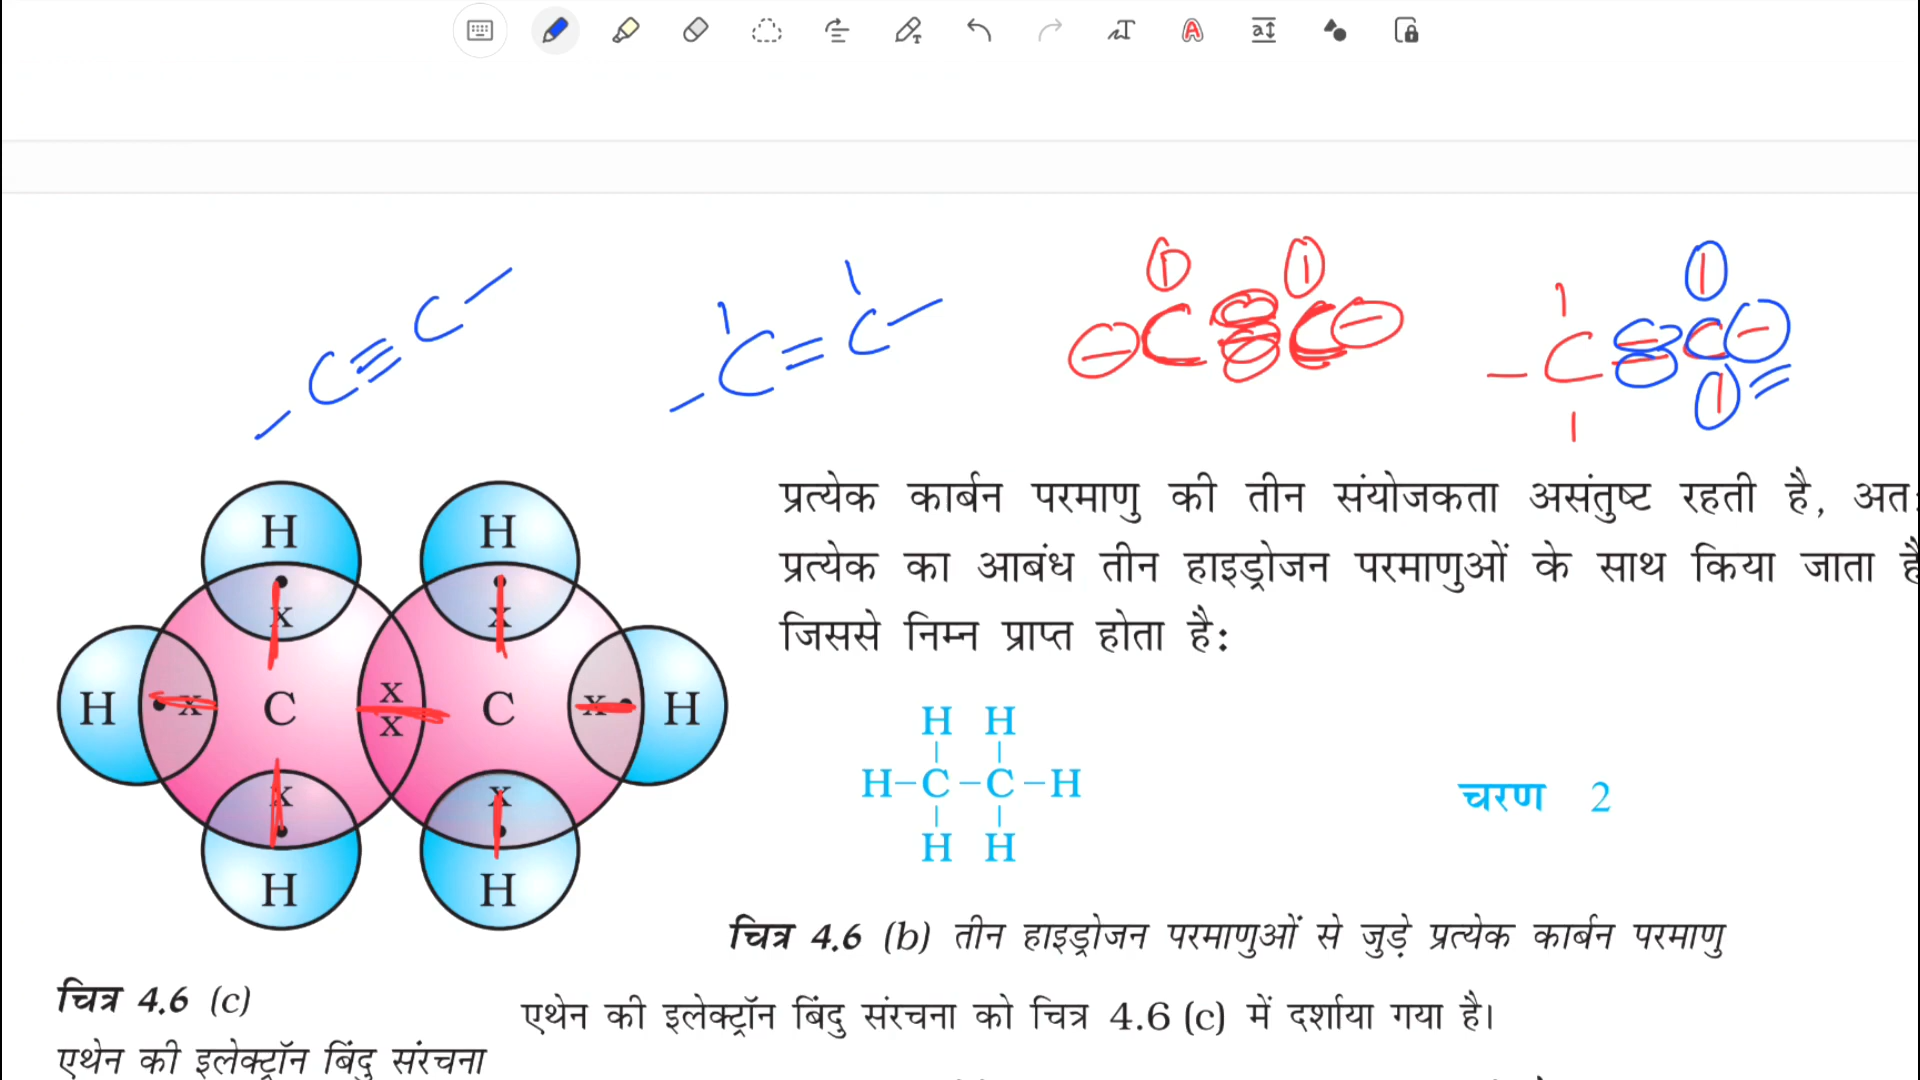 C≡C
C=C
C C
C=C
प्रत्येक कार्बन परमाणु की तीन संयोजकता असंतुष्ट रहती है, अतः
प्रत्येक का आबंध तीन हाइड्रोजन परमाणुओं के साथ किया जाता है
जिससे निम्न प्राप्त होता है:
H H
H x C x x C x H
H H
H H
H–C–C–H
H H
चरण 2
चित्र 4.6 (b) तीन हाइड्रोजन परमाणुओं से जुड़े प्रत्येक कार्बन परमाणु
चित्र 4.6 (c)
एथेन की इलेक्ट्रॉन बिंदु संरचना
एथेन की इलेक्ट्रॉन बिंदु संरचना को चित्र 4.6 (c) में दर्शाया गया है।